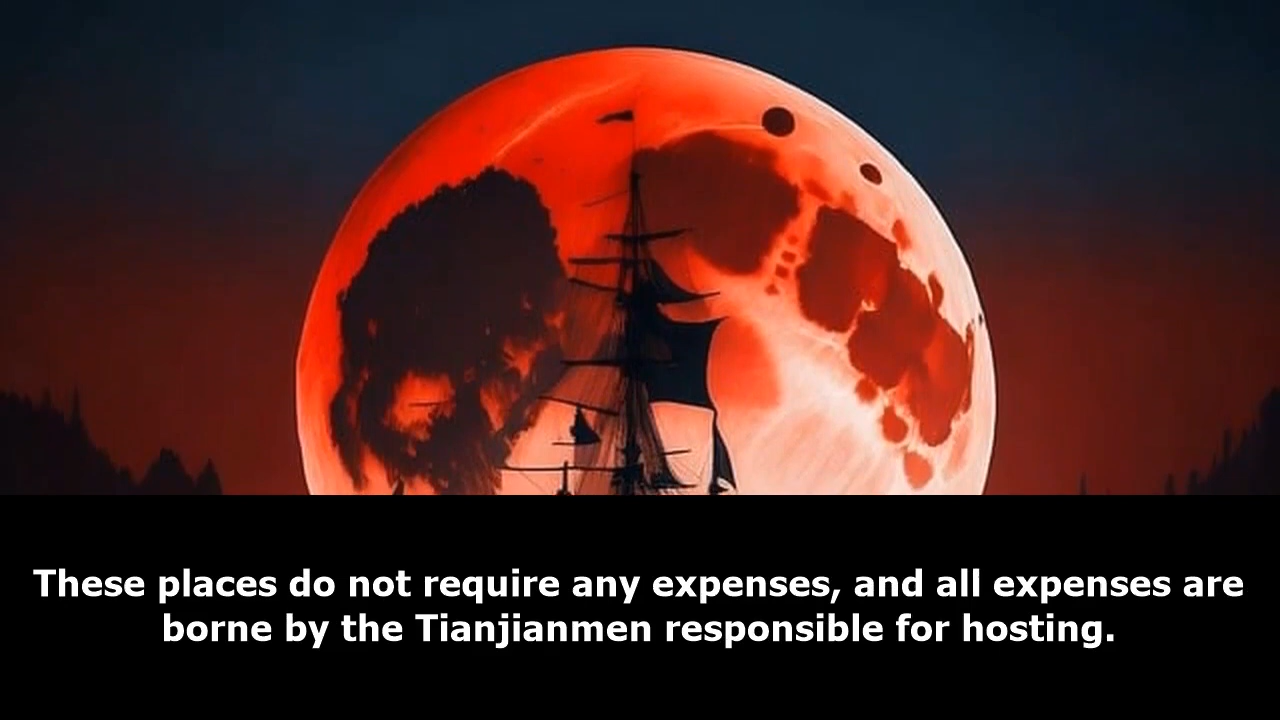 These places do not require any expenses, and all expenses are
borne by the Tianjianmen responsible for hosting.